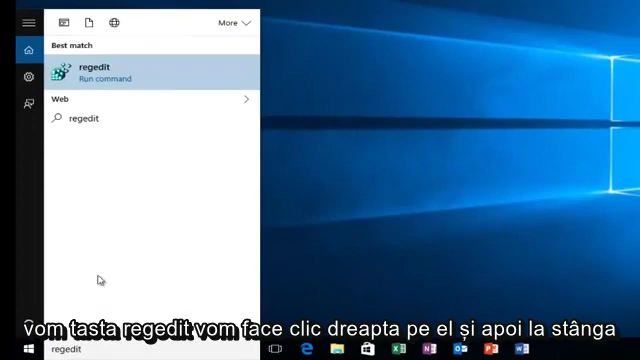 More
Best match
regedit
Run command
Web
regedit
vom tasta regedit vom face clic dreapta pe el și apoi la stânga
regedit